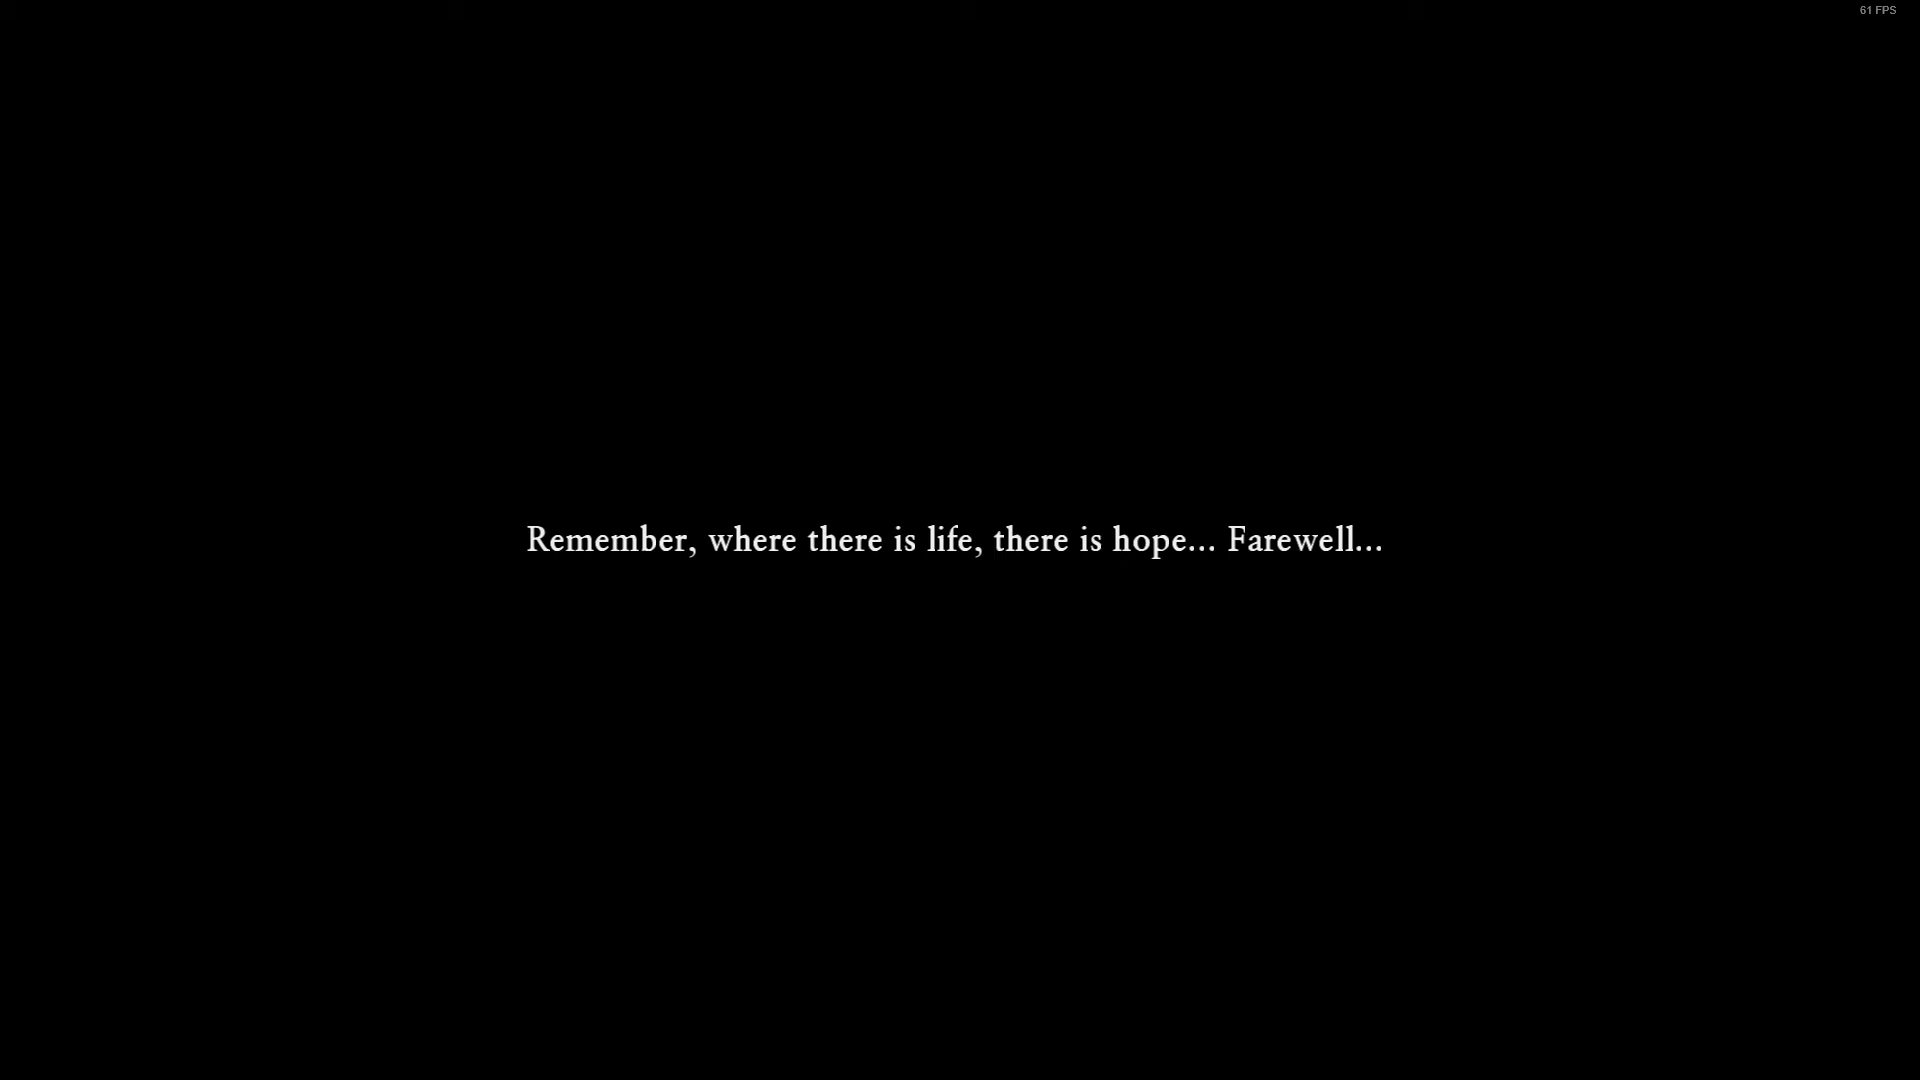 61 FPS
Remember, where there is life, there is hope... Farewell...